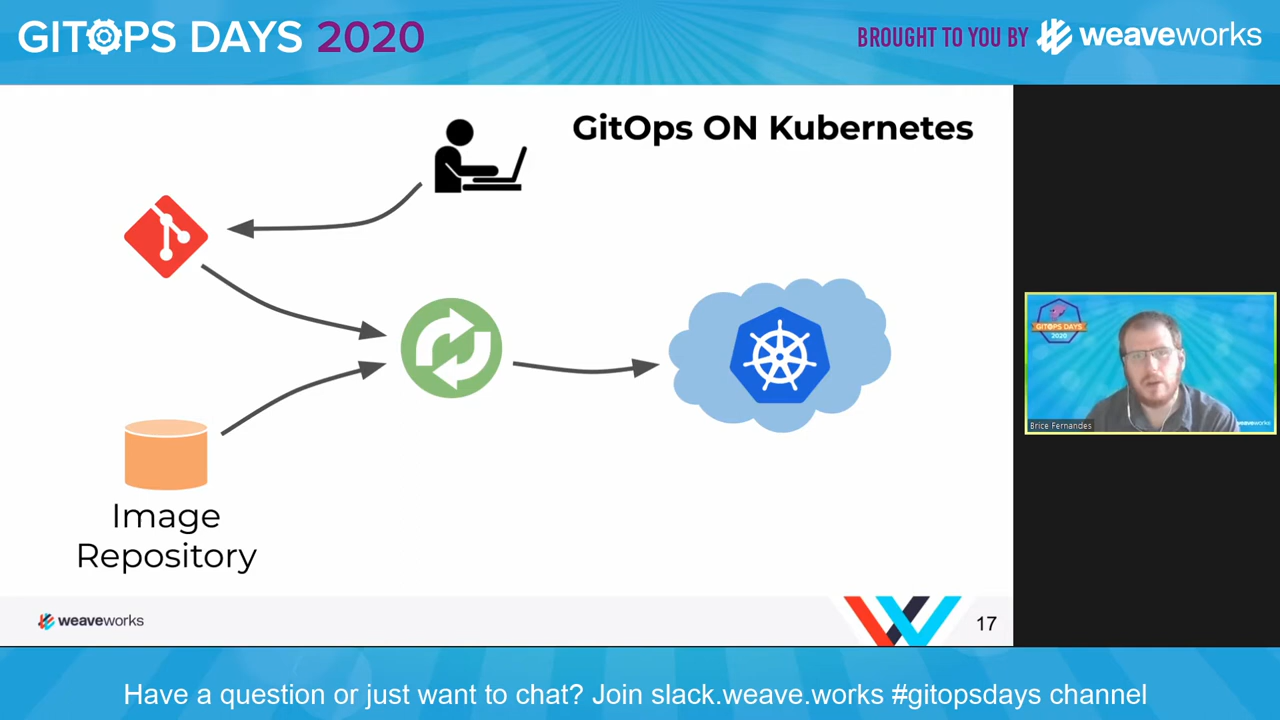 GITOPS DAYS 2020
BROUGHT TO YOU BY weaveworks
GitOps ON Kubernetes
Image
Repository
GITOPS DAYS
2020
Brice Fernandes
weaveworks
weaveworks
17
Have a question or just want to chat? Join slack.weave.works #gitopsdays channel